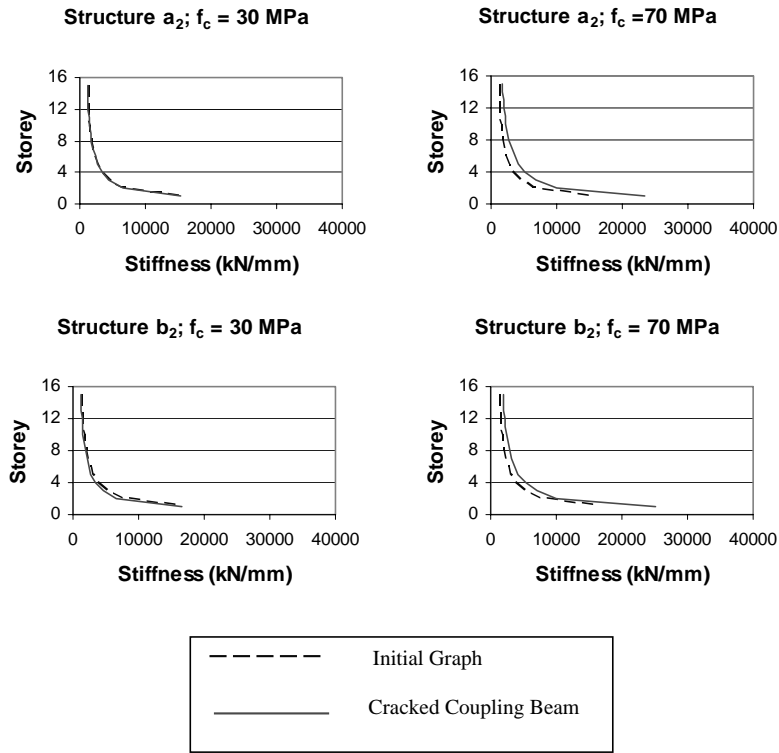 Structure a₂; f꜀ = 30 MPa
16
12
8
4
0
Storey
0 10000 20000 30000 40000
Stiffness (kN/mm)
Structure a₂; f꜀ =70 MPa
16
12
8
4
0
Storey
0 10000 20000 30000 40000
Stiffness (kN/mm)
Structure b₂; f꜀ = 30 MPa
16
12
8
4
0
Storey
0 10000 20000 30000 40000
Stiffness (kN/mm)
Structure b₂; f꜀ = 70 MPa
16
12
8
4
0
Storey
0 10000 20000 30000 40000
Stiffness (kN/mm)
Initial Graph
Cracked Coupling Beam